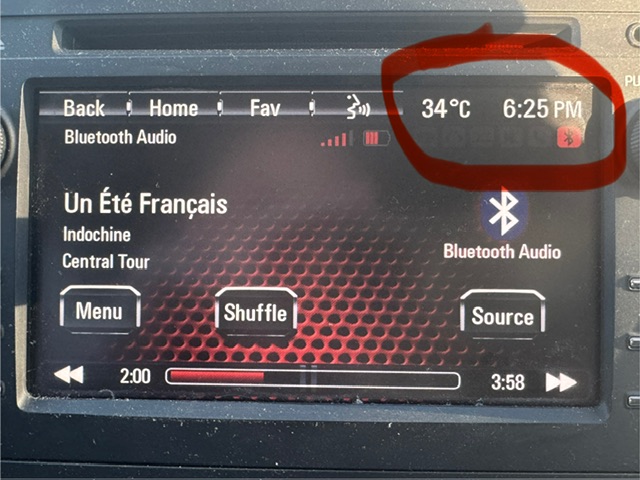 Back Home Fav 34°C 6:25 PM
Bluetooth Audio
Un Été Français
Indochine
Central Tour
Bluetooth Audio
Menu Shuffle Source
2:00 3:58